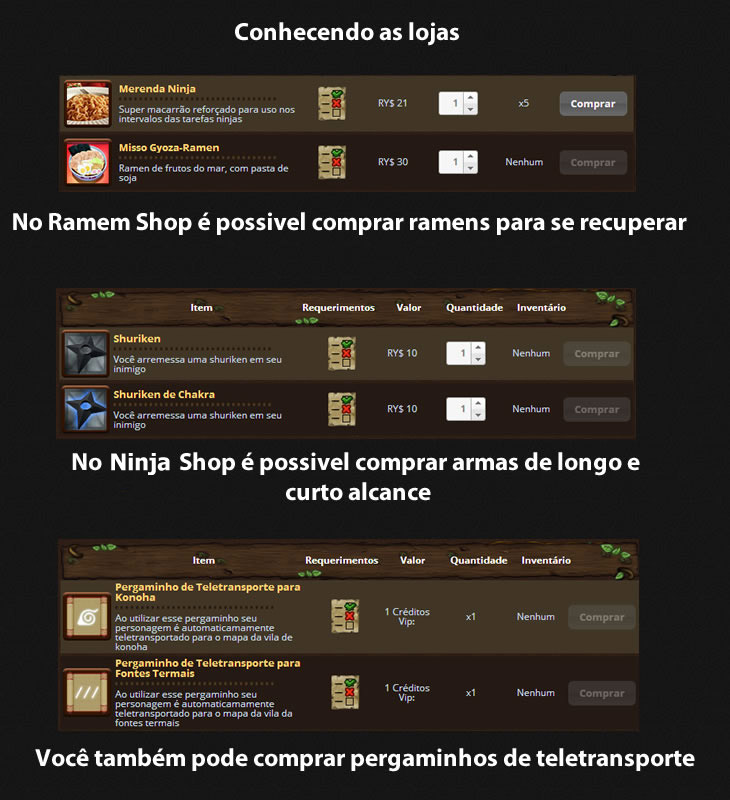 Conhecendo as lojas
Merenda Ninja
Super macarrão reforçado para uso nos
intervalos das tarefas ninjas
RY$ 21
1
x5
Comprar
Misso Gyoza-Ramen
Ramen de frutos do mar, com pasta de
soja
RY$ 30
1
Nenhum
Comprar
No Ramem Shop é possivel comprar ramens para se recuperar
Item Requerimentos Valor Quantidade Inventário
Shuriken
Você arremessa uma shuriken em seu
inimigo
RY$ 10
1
Nenhum
Comprar
Shuriken de Chakra
Você arremessa uma shuriken em seu
inimigo
RY$ 10
1
Nenhum
Comprar
No Ninja Shop é possivel comprar armas de longo e
curto alcance
Item Requerimentos Valor Quantidade Inventário
Pergaminho de Teletransporte para
Konoha
Ao utilizar esse pergaminho seu
personagem é automaticamamente
teletransportado para o mapa da vila de
konoha
1 Créditos
Vip:
x1
Nenhum
Comprar
Pergaminho de Teletransporte para
Fontes Termais
Ao utilizar esse pergaminho seu
personagem é automaticamamente
teletransportado para o mapa da vila de
fontes termais
1 Créditos
Vip:
x1
Nenhum
Comprar
Você também pode comprar pergaminhos de teletransporte